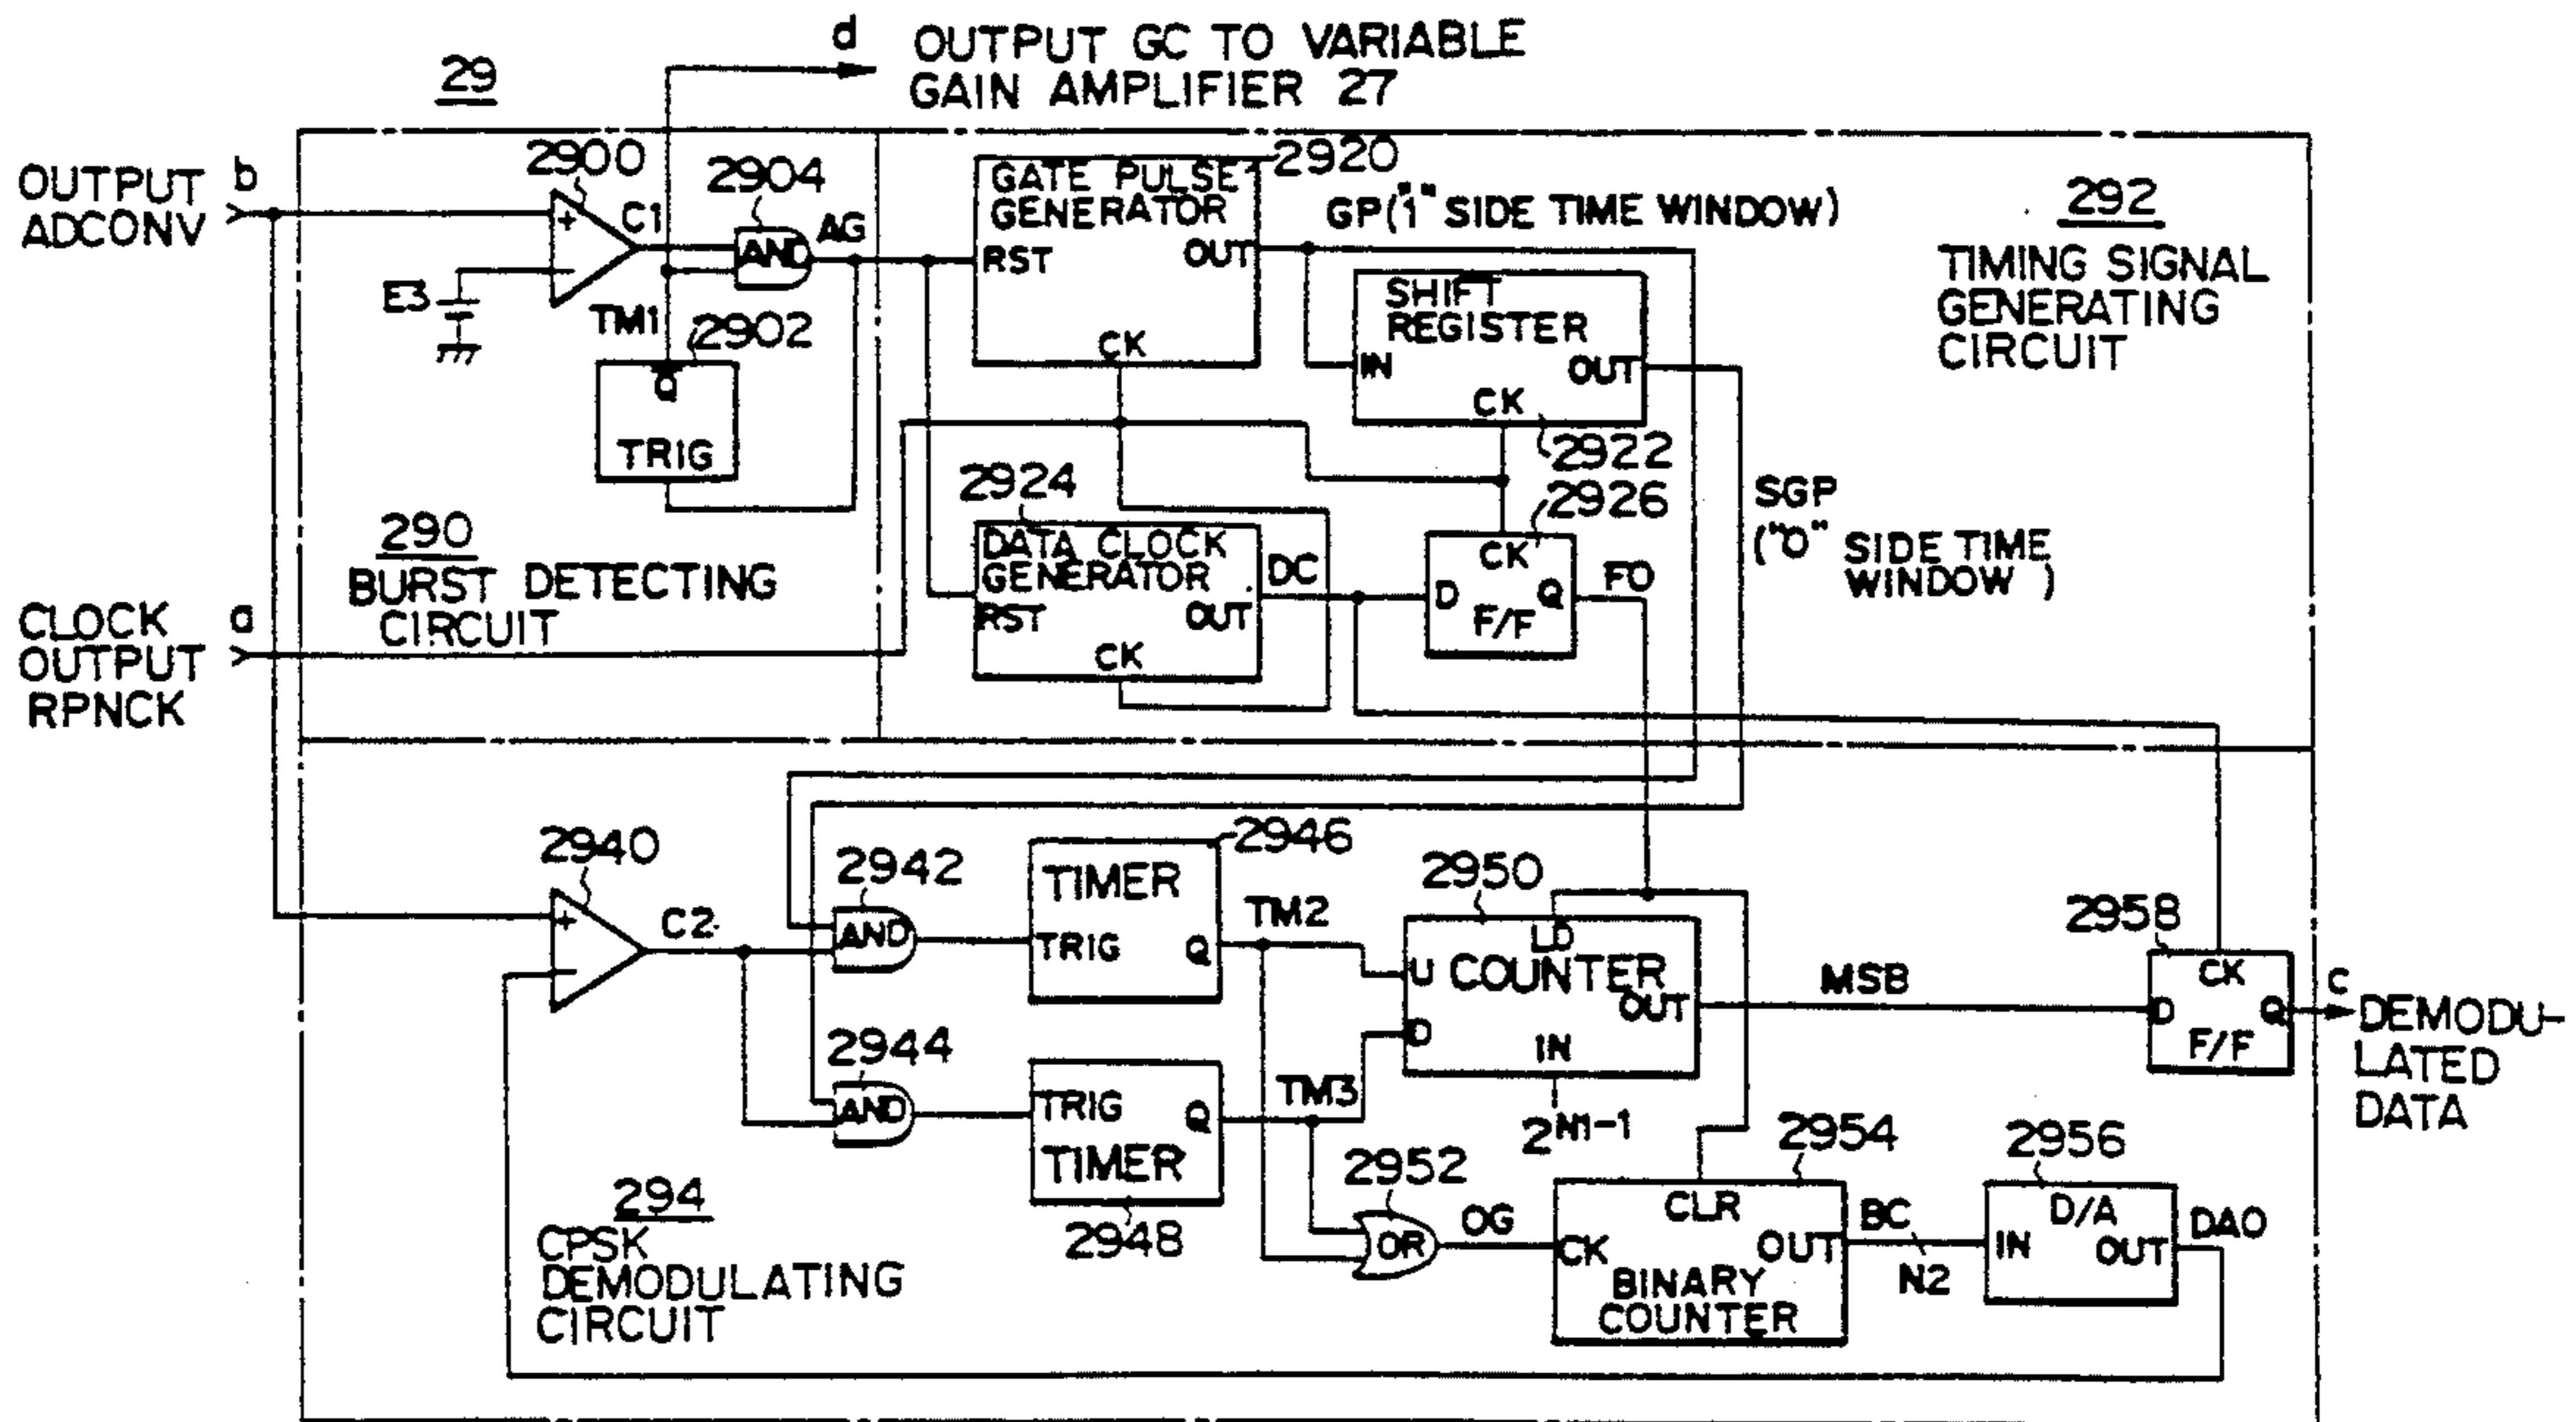 29
d OUTPUT GC TO VARIABLE
GAIN AMPLIFIER 27
OUTPUT b
ADCONV
2900
+
−
C1
2904
AND
AG
E3
TM1
2902
Q
TRIG
290
BURST DETECTING
CIRCUIT
CLOCK a
OUTPUT
RPNCK
2920
GATE PULSE
GENERATOR
RST
OUT
CK
GP("1" SIDE TIME WINDOW)
SHIFT
REGISTER
IN
OUT
CK
2922
292
TIMING SIGNAL
GENERATING
CIRCUIT
2924
DATA CLOCK
GENERATOR
RST
OUT
CK
DC
2926
CK
D
Q
F/F
FO
SGP
("0" SIDE TIME
WINDOW )
2940
+
−
C2
2942
AND
2944
AND
2946
TIMER
TRIG
Q
TM2
TRIG
Q
TIMER
2948
TM3
2950
LD
U
COUNTER
D
OUT
IN
2^N1-1
MSB
2958
CK
D
Q
F/F
c
DEMODU-
LATED
DATA
2952
OR
OG
2954
CLR
CK
OUT
BINARY
COUNTER
BC
N2
2956
D/A
IN
OUT
DAO
294
CPSK
DEMODULATING
CIRCUIT